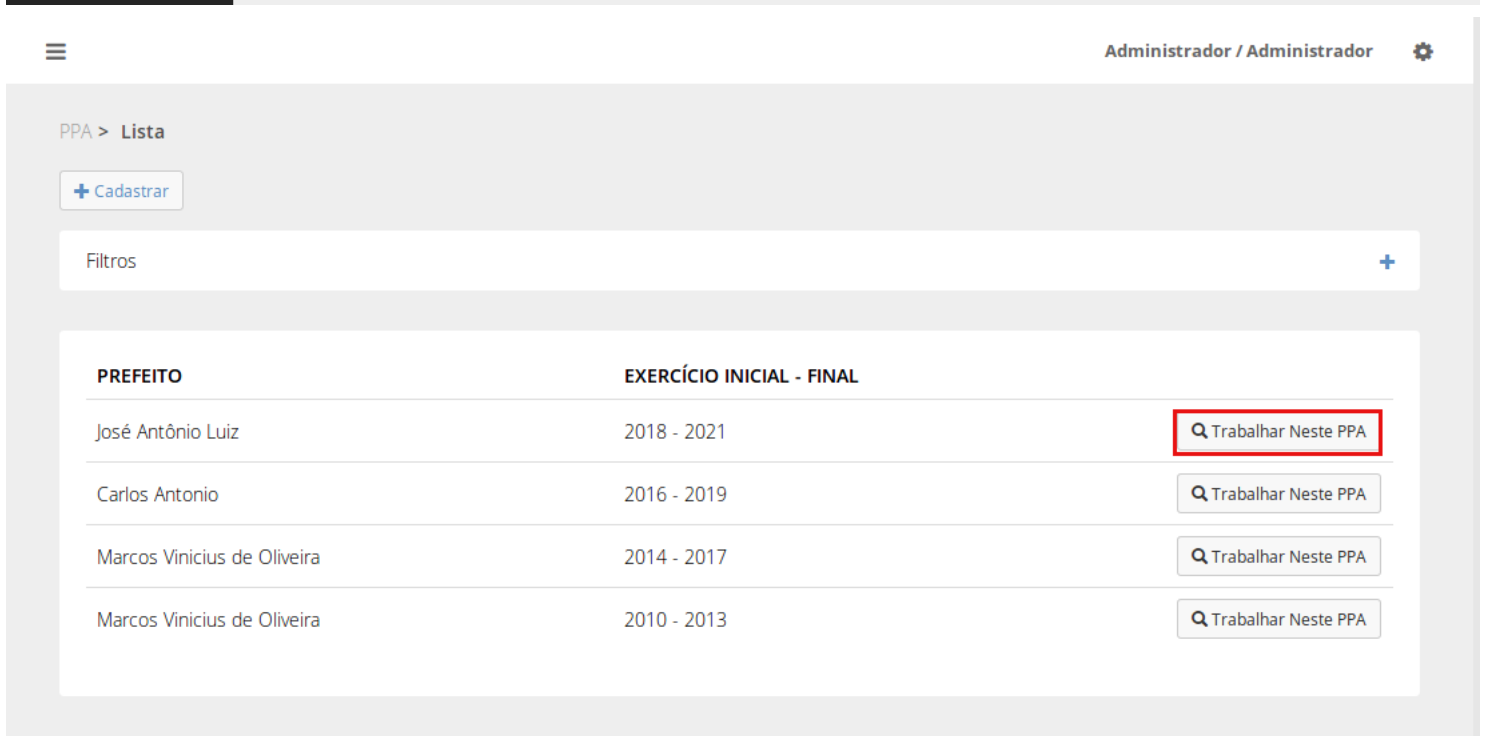 Administrador / Administrador
PPA > Lista
Cadastrar
Filtros
PREFEITO EXERCÍCIO INICIAL - FINAL
José Antônio Luiz 2018 - 2021 Trabalhar Neste PPA
Carlos Antonio 2016 - 2019 Trabalhar Neste PPA
Marcos Vinicius de Oliveira 2014 - 2017 Trabalhar Neste PPA
Marcos Vinicius de Oliveira 2010 - 2013 Trabalhar Neste PPA